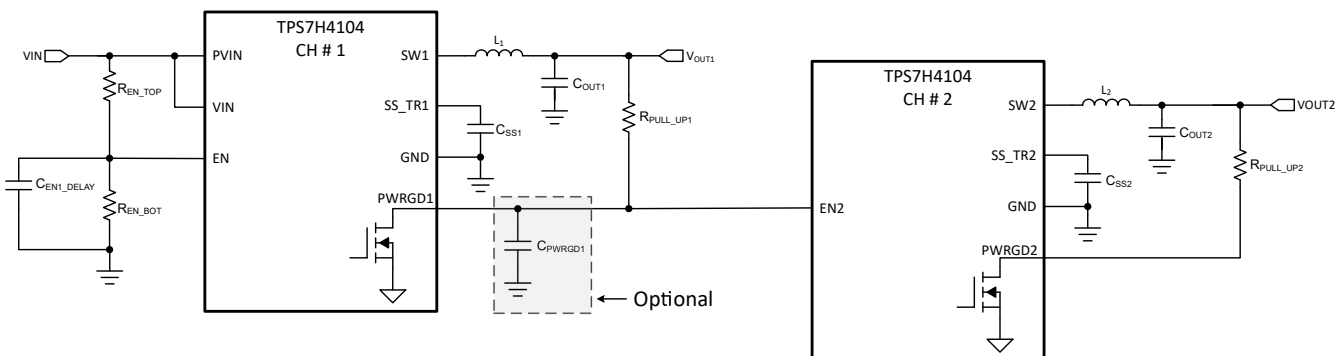 TPS7H4104
CH # 1
VIN
PVIN
SW1
L1
VOUT1
REN_TOP
VIN
COUT1
SS_TR1
CSS1
RPULL_UP1
EN
GND
CEN1_DELAY
REN_BOT
PWRGD1
CPWRGD1
Optional
TPS7H4104
CH # 2
SW2
L2
VOUT2
COUT2
SS_TR2
CSS2
RPULL_UP2
EN2
GND
PWRGD2